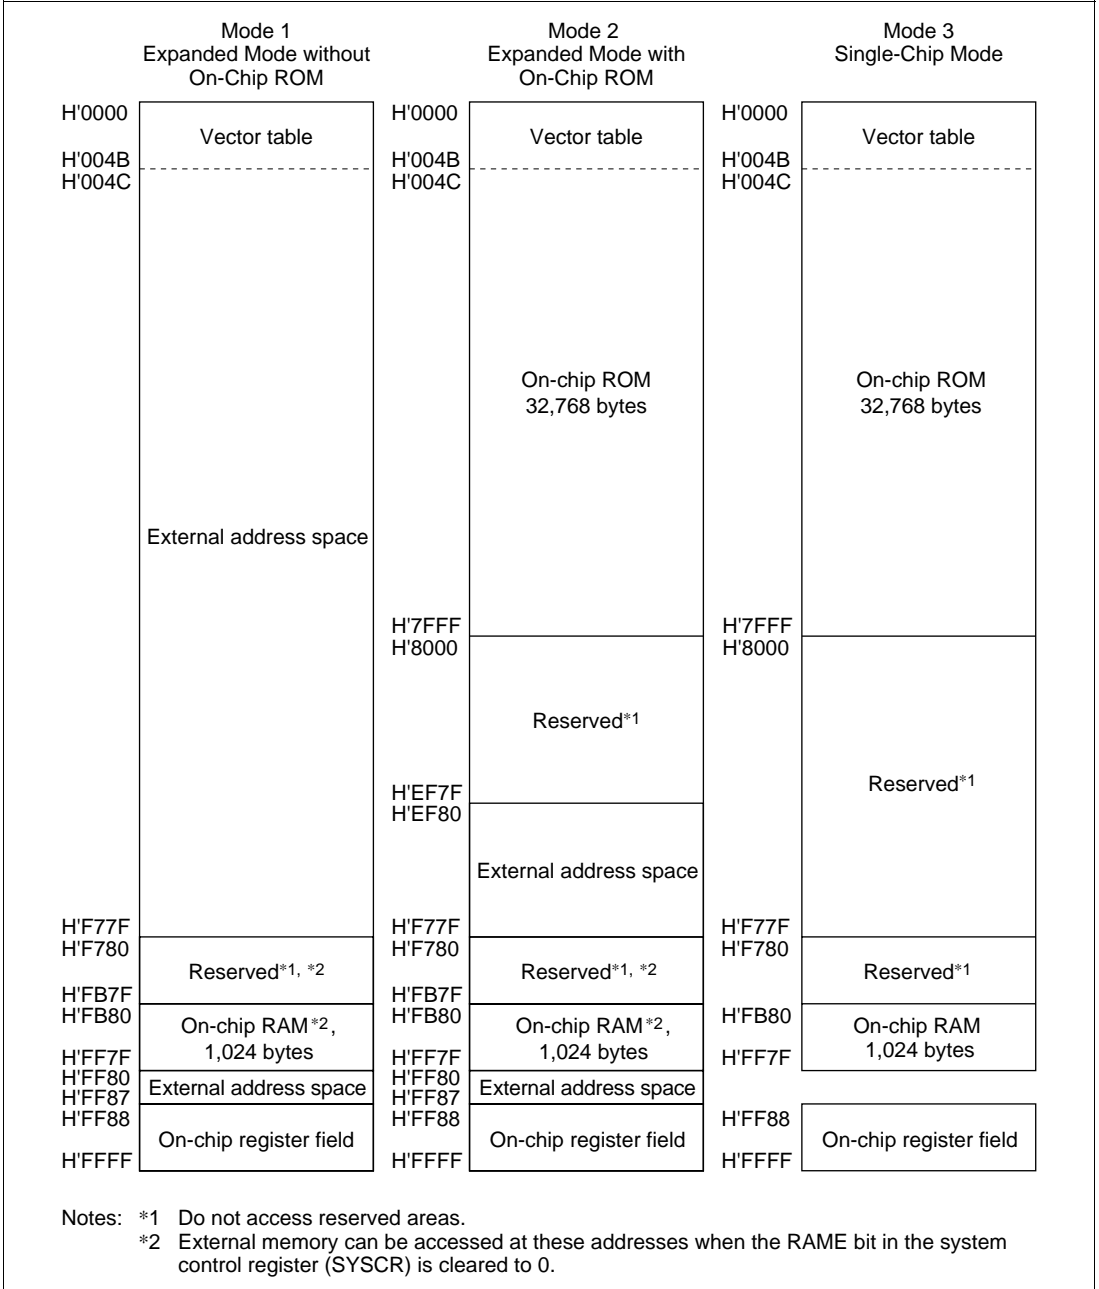 Mode 1
Expanded Mode without
On-Chip ROM
H'0000
Vector table
H'004B
H'004C
External address space
H'F77F
H'F780
Reserved*1, *2
H'FB7F
H'FB80
On-chip RAM*2,
1,024 bytes
H'FF7F
H'FF80
External address space
H'FF87
H'FF88
On-chip register field
H'FFFF
Mode 2
Expanded Mode with
On-Chip ROM
H'0000
Vector table
H'004B
H'004C
On-chip ROM
32,768 bytes
H'7FFF
H'8000
Reserved*1
H'EF7F
H'EF80
External address space
H'F77F
H'F780
Reserved*1, *2
H'FB7F
H'FB80
On-chip RAM*2,
1,024 bytes
H'FF7F
H'FF80
External address space
H'FF87
H'FF88
On-chip register field
H'FFFF
Mode 3
Single-Chip Mode
H'0000
Vector table
H'004B
H'004C
On-chip ROM
32,768 bytes
H'7FFF
H'8000
Reserved*1
H'F77F
H'F780
Reserved*1
H'FB80
On-chip RAM
1,024 bytes
H'FF7F
H'FF88
On-chip register field
H'FFFF
Notes: *1 Do not access reserved areas.
*2 External memory can be accessed at these addresses when the RAME bit in the system
control register (SYSCR) is cleared to 0.